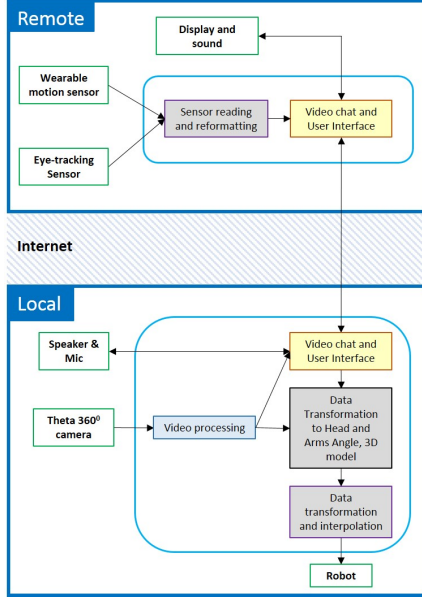 Remote
Display and
sound
Wearable
motion sensor
Sensor reading
and reformatting
Video chat and
User Interface
Eye-tracking
Sensor
Internet
Local
Speaker &
Mic
Video chat and
User Interface
Data
Transformation
to Head and
Arms Angle, 3D
model
Theta 360⁰
camera
Video processing
Data
transformation
and interpolation
Robot